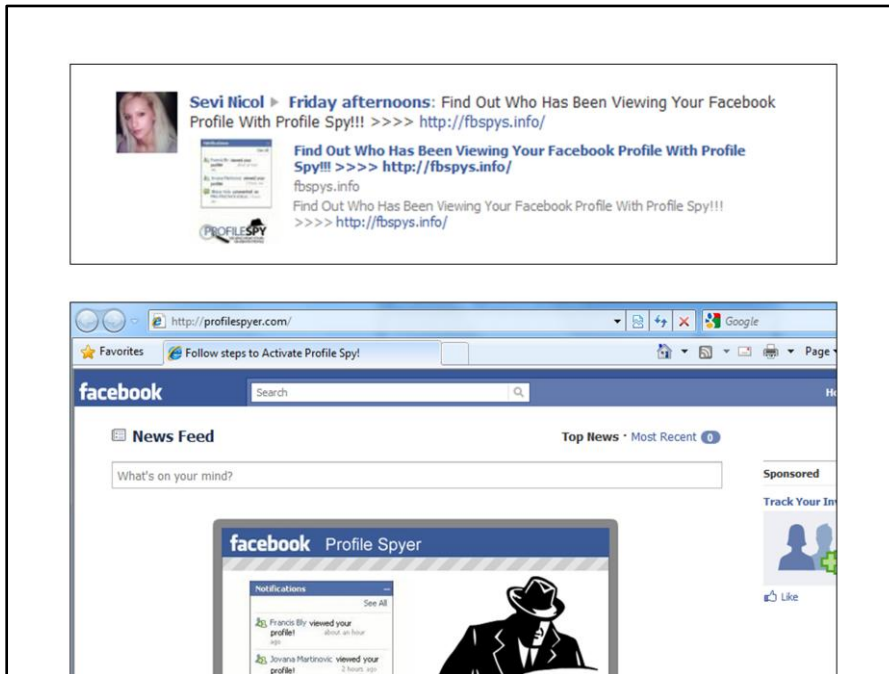 Sevi Nicol ▸ Friday afternoons: Find Out Who Has Been Viewing Your Facebook
Profile With Profile Spy!!! >>>> http://fbspys.info/
Find Out Who Has Been Viewing Your Facebook Profile With Profile
Spy!!! >>>> http://fbspys.info/
fbspys.info
Find Out Who Has Been Viewing Your Facebook Profile With Profile Spy!!!
>>>> http://fbspys.info/
Notifications
See All
PROFILESPY
http://profilespyer.com/
Google
Favorites
Follow steps to Activate Profile Spy!
Page
facebook
Search
Ho
News Feed
Top News · Most Recent 0
What's on your mind?
Sponsored
Track Your In
Like
facebook Profile Spyer
Notifications
See All
Francis Bly viewed your
profile! about an hour
ago
Jovana Martinovic viewed your
profile! 2 hours ago